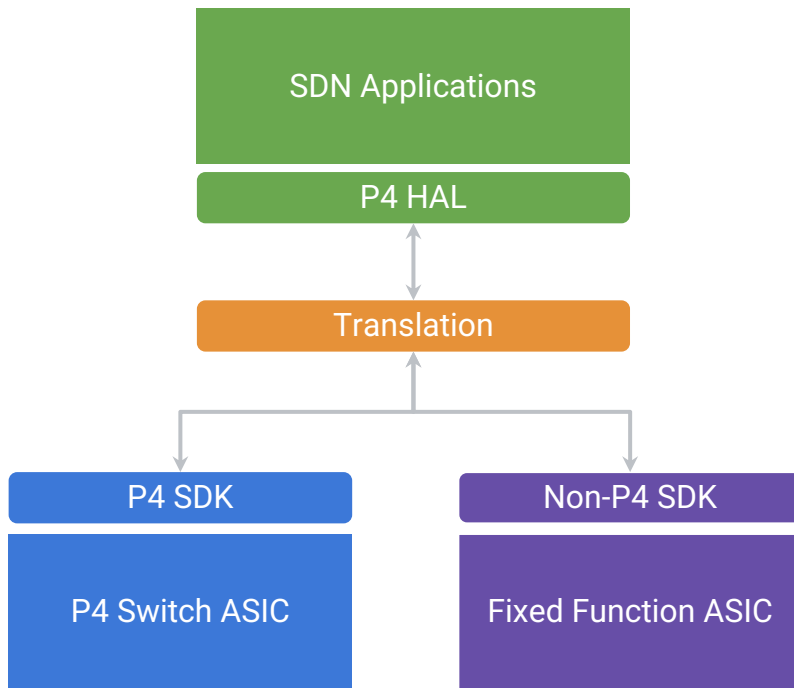 SDN Applications
P4 HAL
Translation
P4 SDK
Non-P4 SDK
P4 Switch ASIC
Fixed Function ASIC